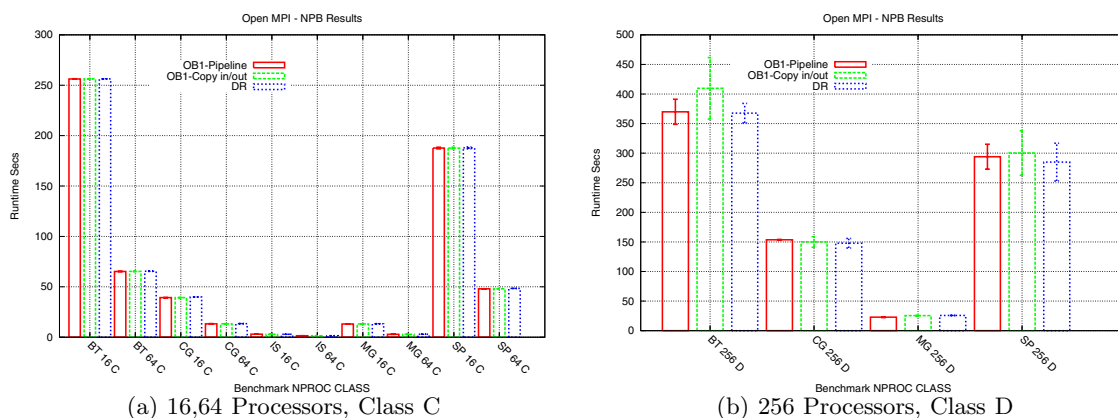 Open MPI - NPB Results
300
250
200
150
100
50
0
Runtime Secs
OB1-Pipeline
OB1-Copy in/out
DR
BT 16 C
BT 64 C
CG 16 C
CG 64 C
IS 16 C
IS 64 C
MG 16 C
MG 64 C
SP 16 C
SP 64 C
Benchmark NPROC CLASS
(a) 16,64 Processors, Class C
Open MPI - NPB Results
500
450
400
350
300
250
200
150
100
50
0
Runtime Secs
OB1-Pipeline
OB1-Copy in/out
DR
BT 256 D
CG 256 D
MG 256 D
SP 256 D
Benchmark NPROC CLASS
(b) 256 Processors, Class D